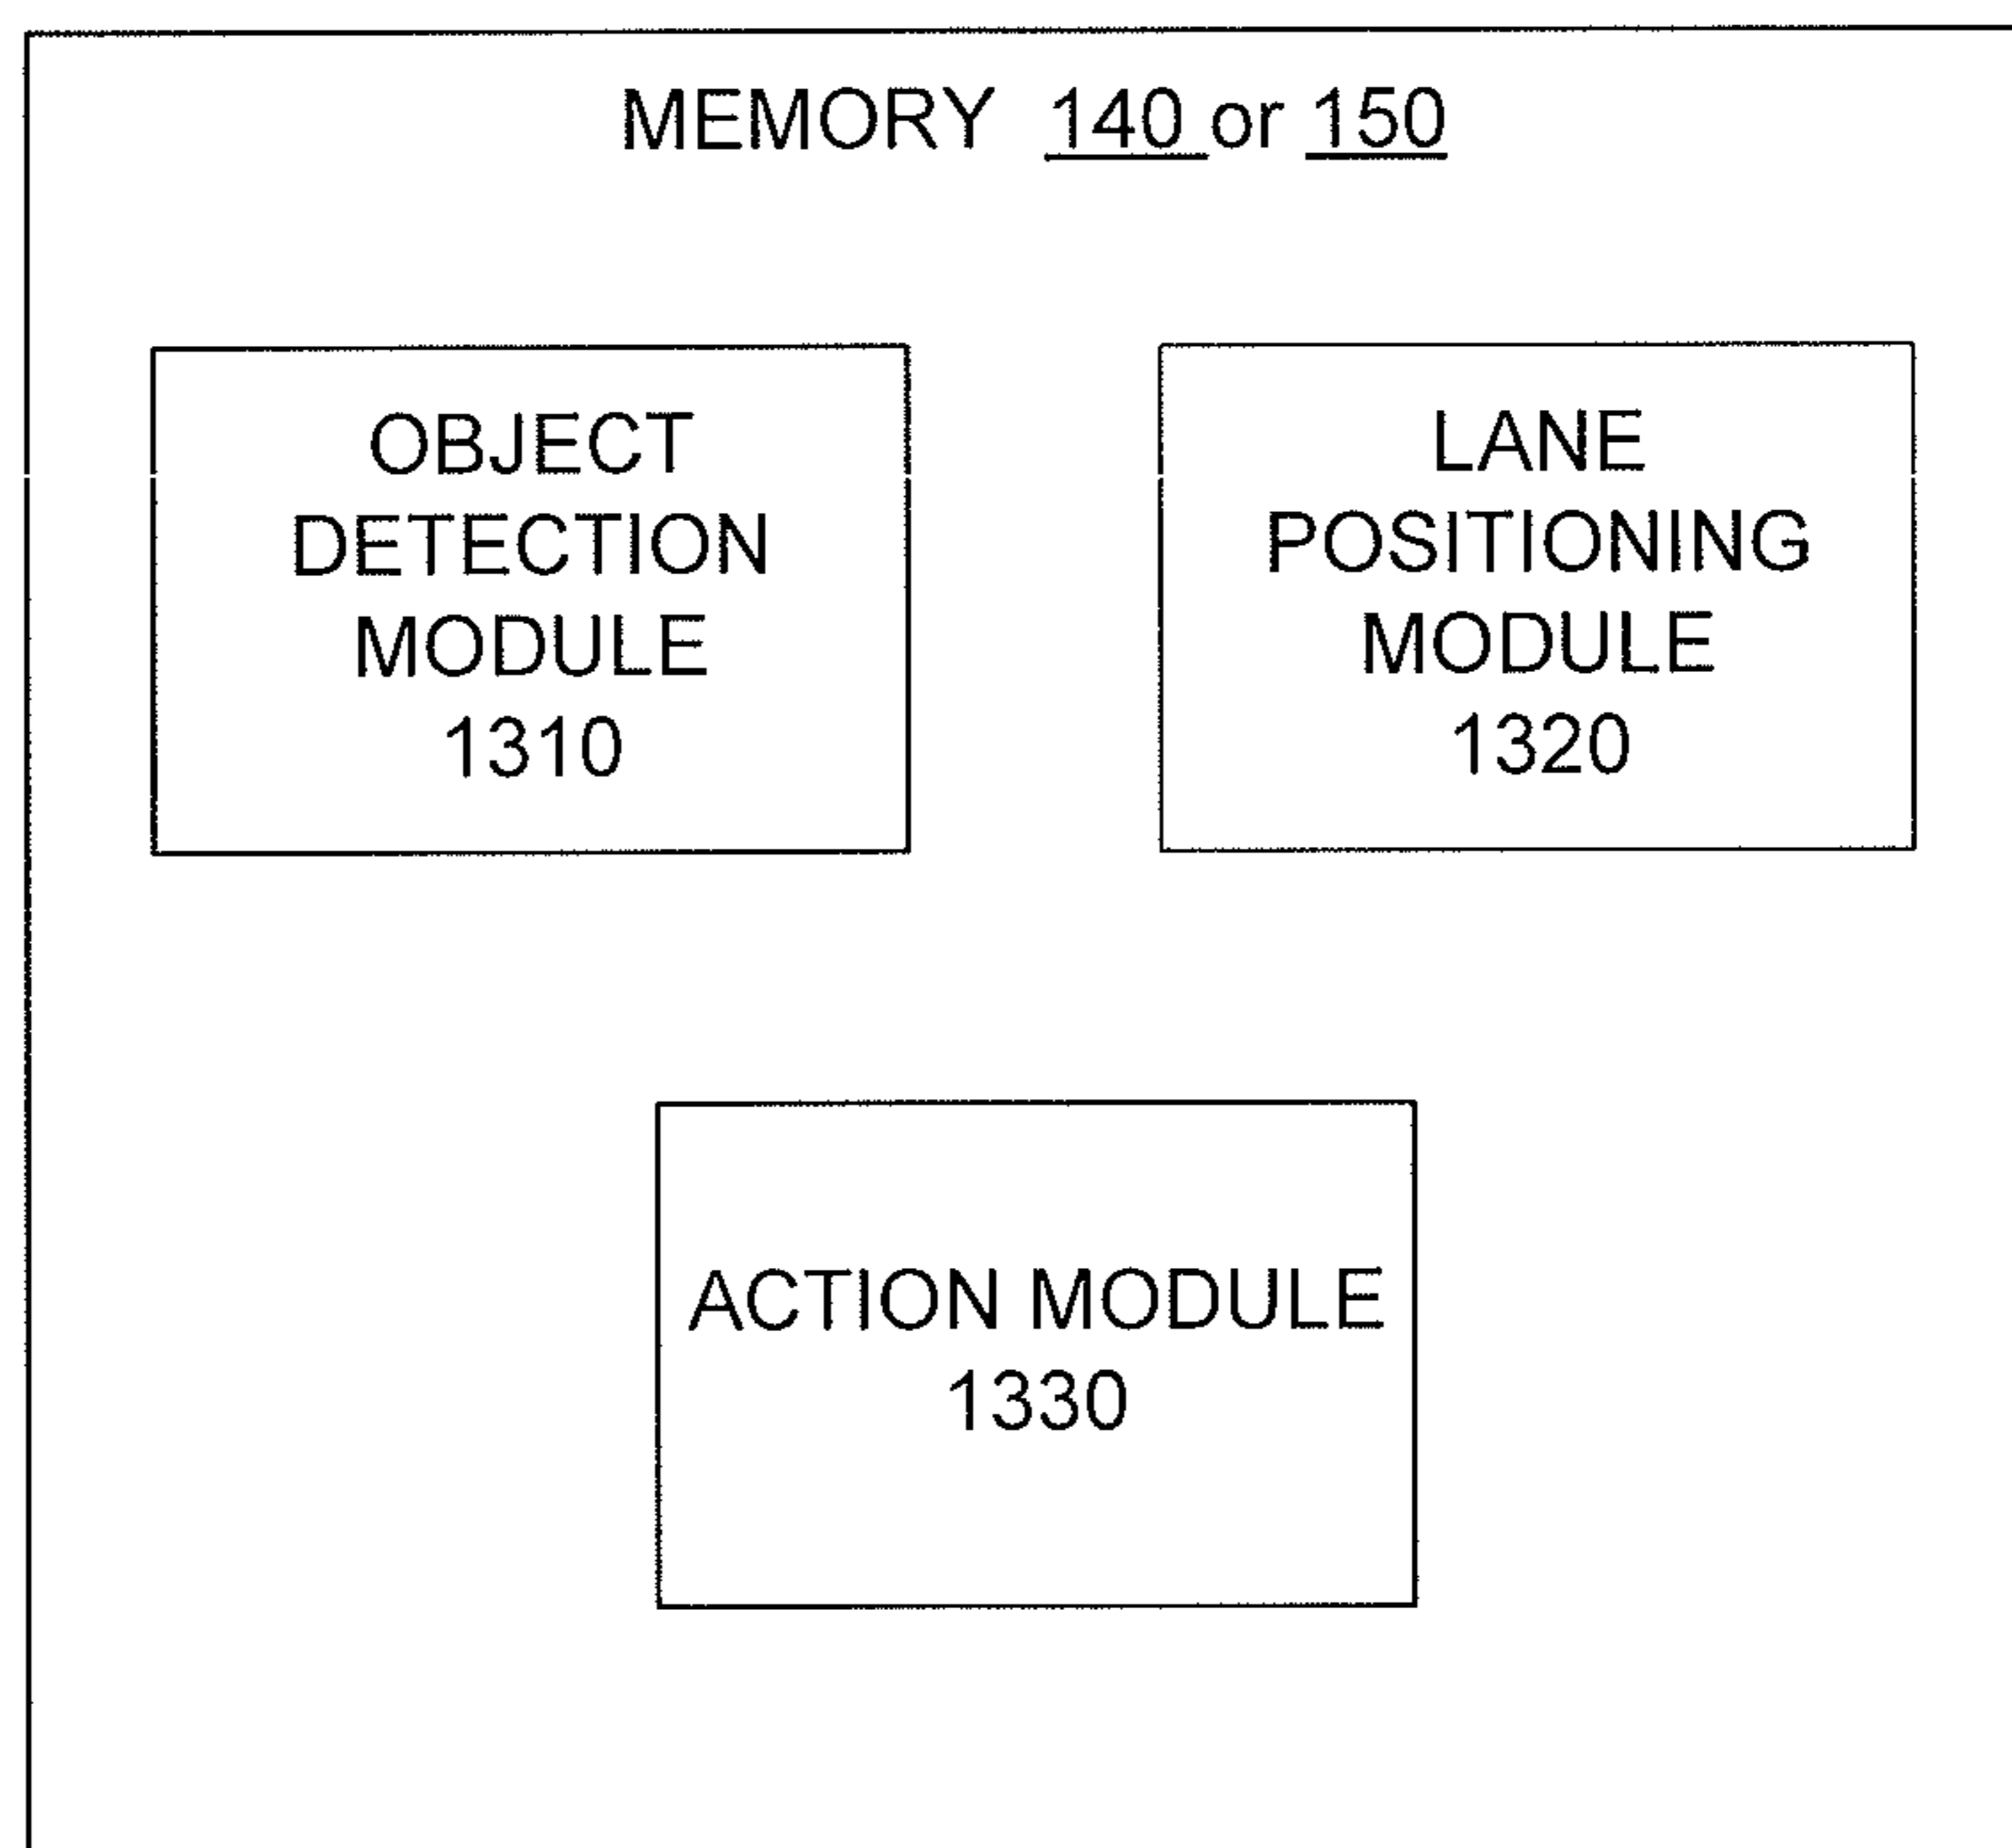 MEMORY 140 or 150
OBJECT
DETECTION
MODULE
1310
LANE
POSITIONING
MODULE
1320
ACTION MODULE
1330